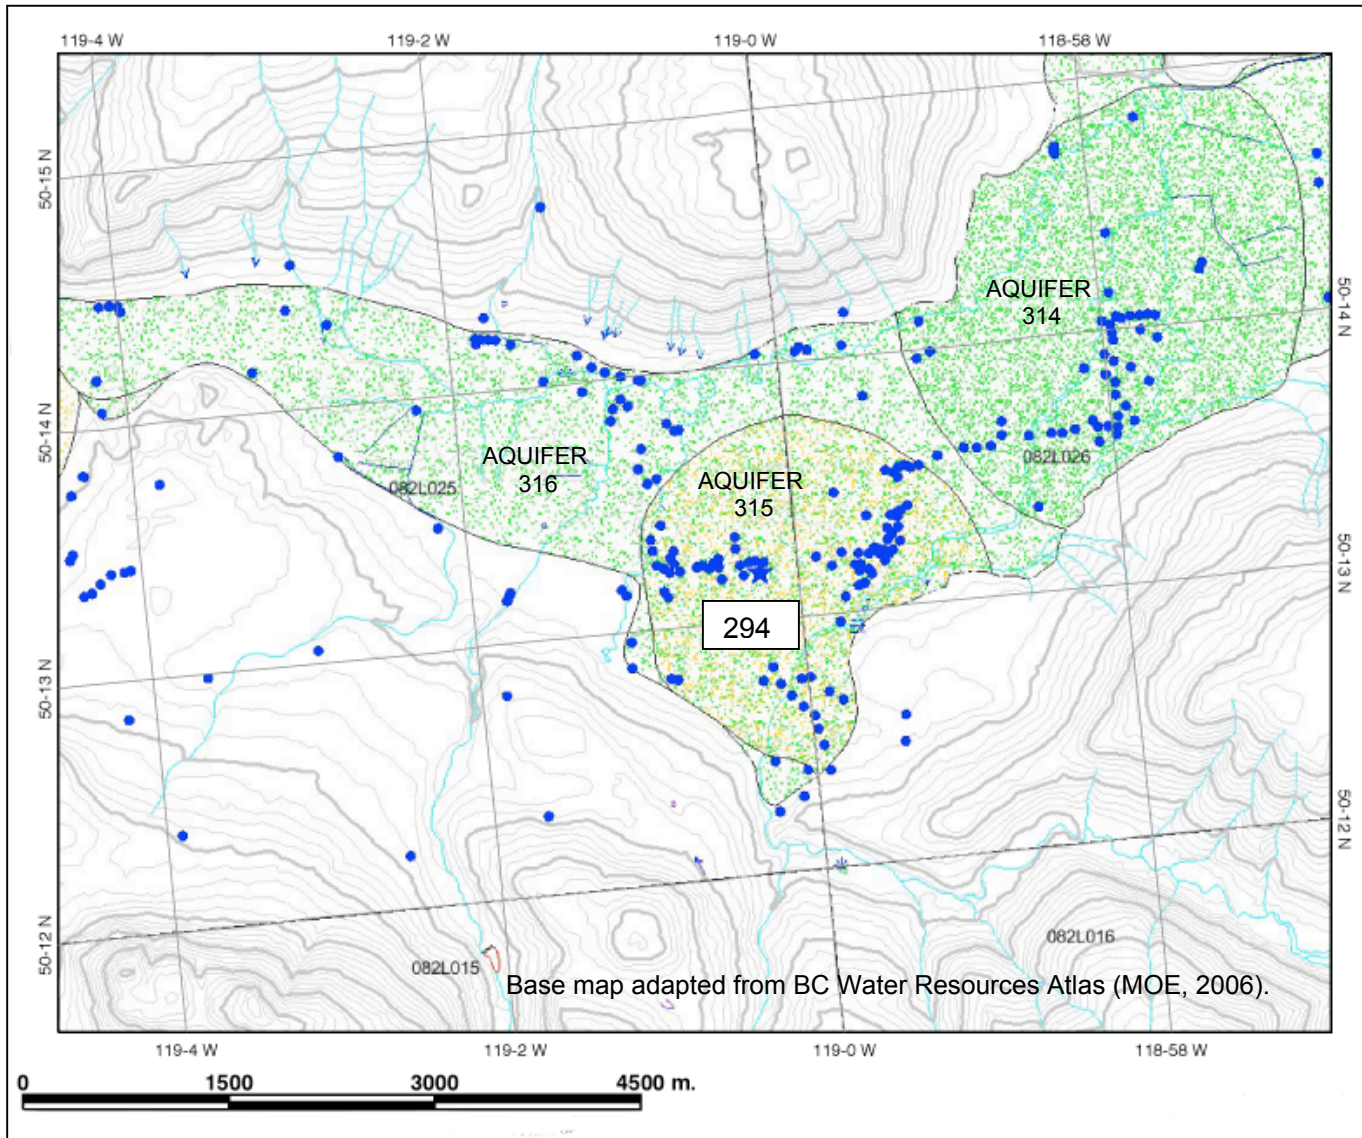 119-4 W 119-2 W 119-0 W 118-58 W
50-15 N
50-14 N
AQUIFER
314
50-14 N
AQUIFER
316
AQUIFER
315
082L025
082L026
50-13 N
294
50-13 N
50-12 N
50-12 N
082L015
082L016
Base map adapted from BC Water Resources Atlas (MOE, 2006).
119-4 W 119-2 W 119-0 W 118-58 W
0 1500 3000 4500 m.